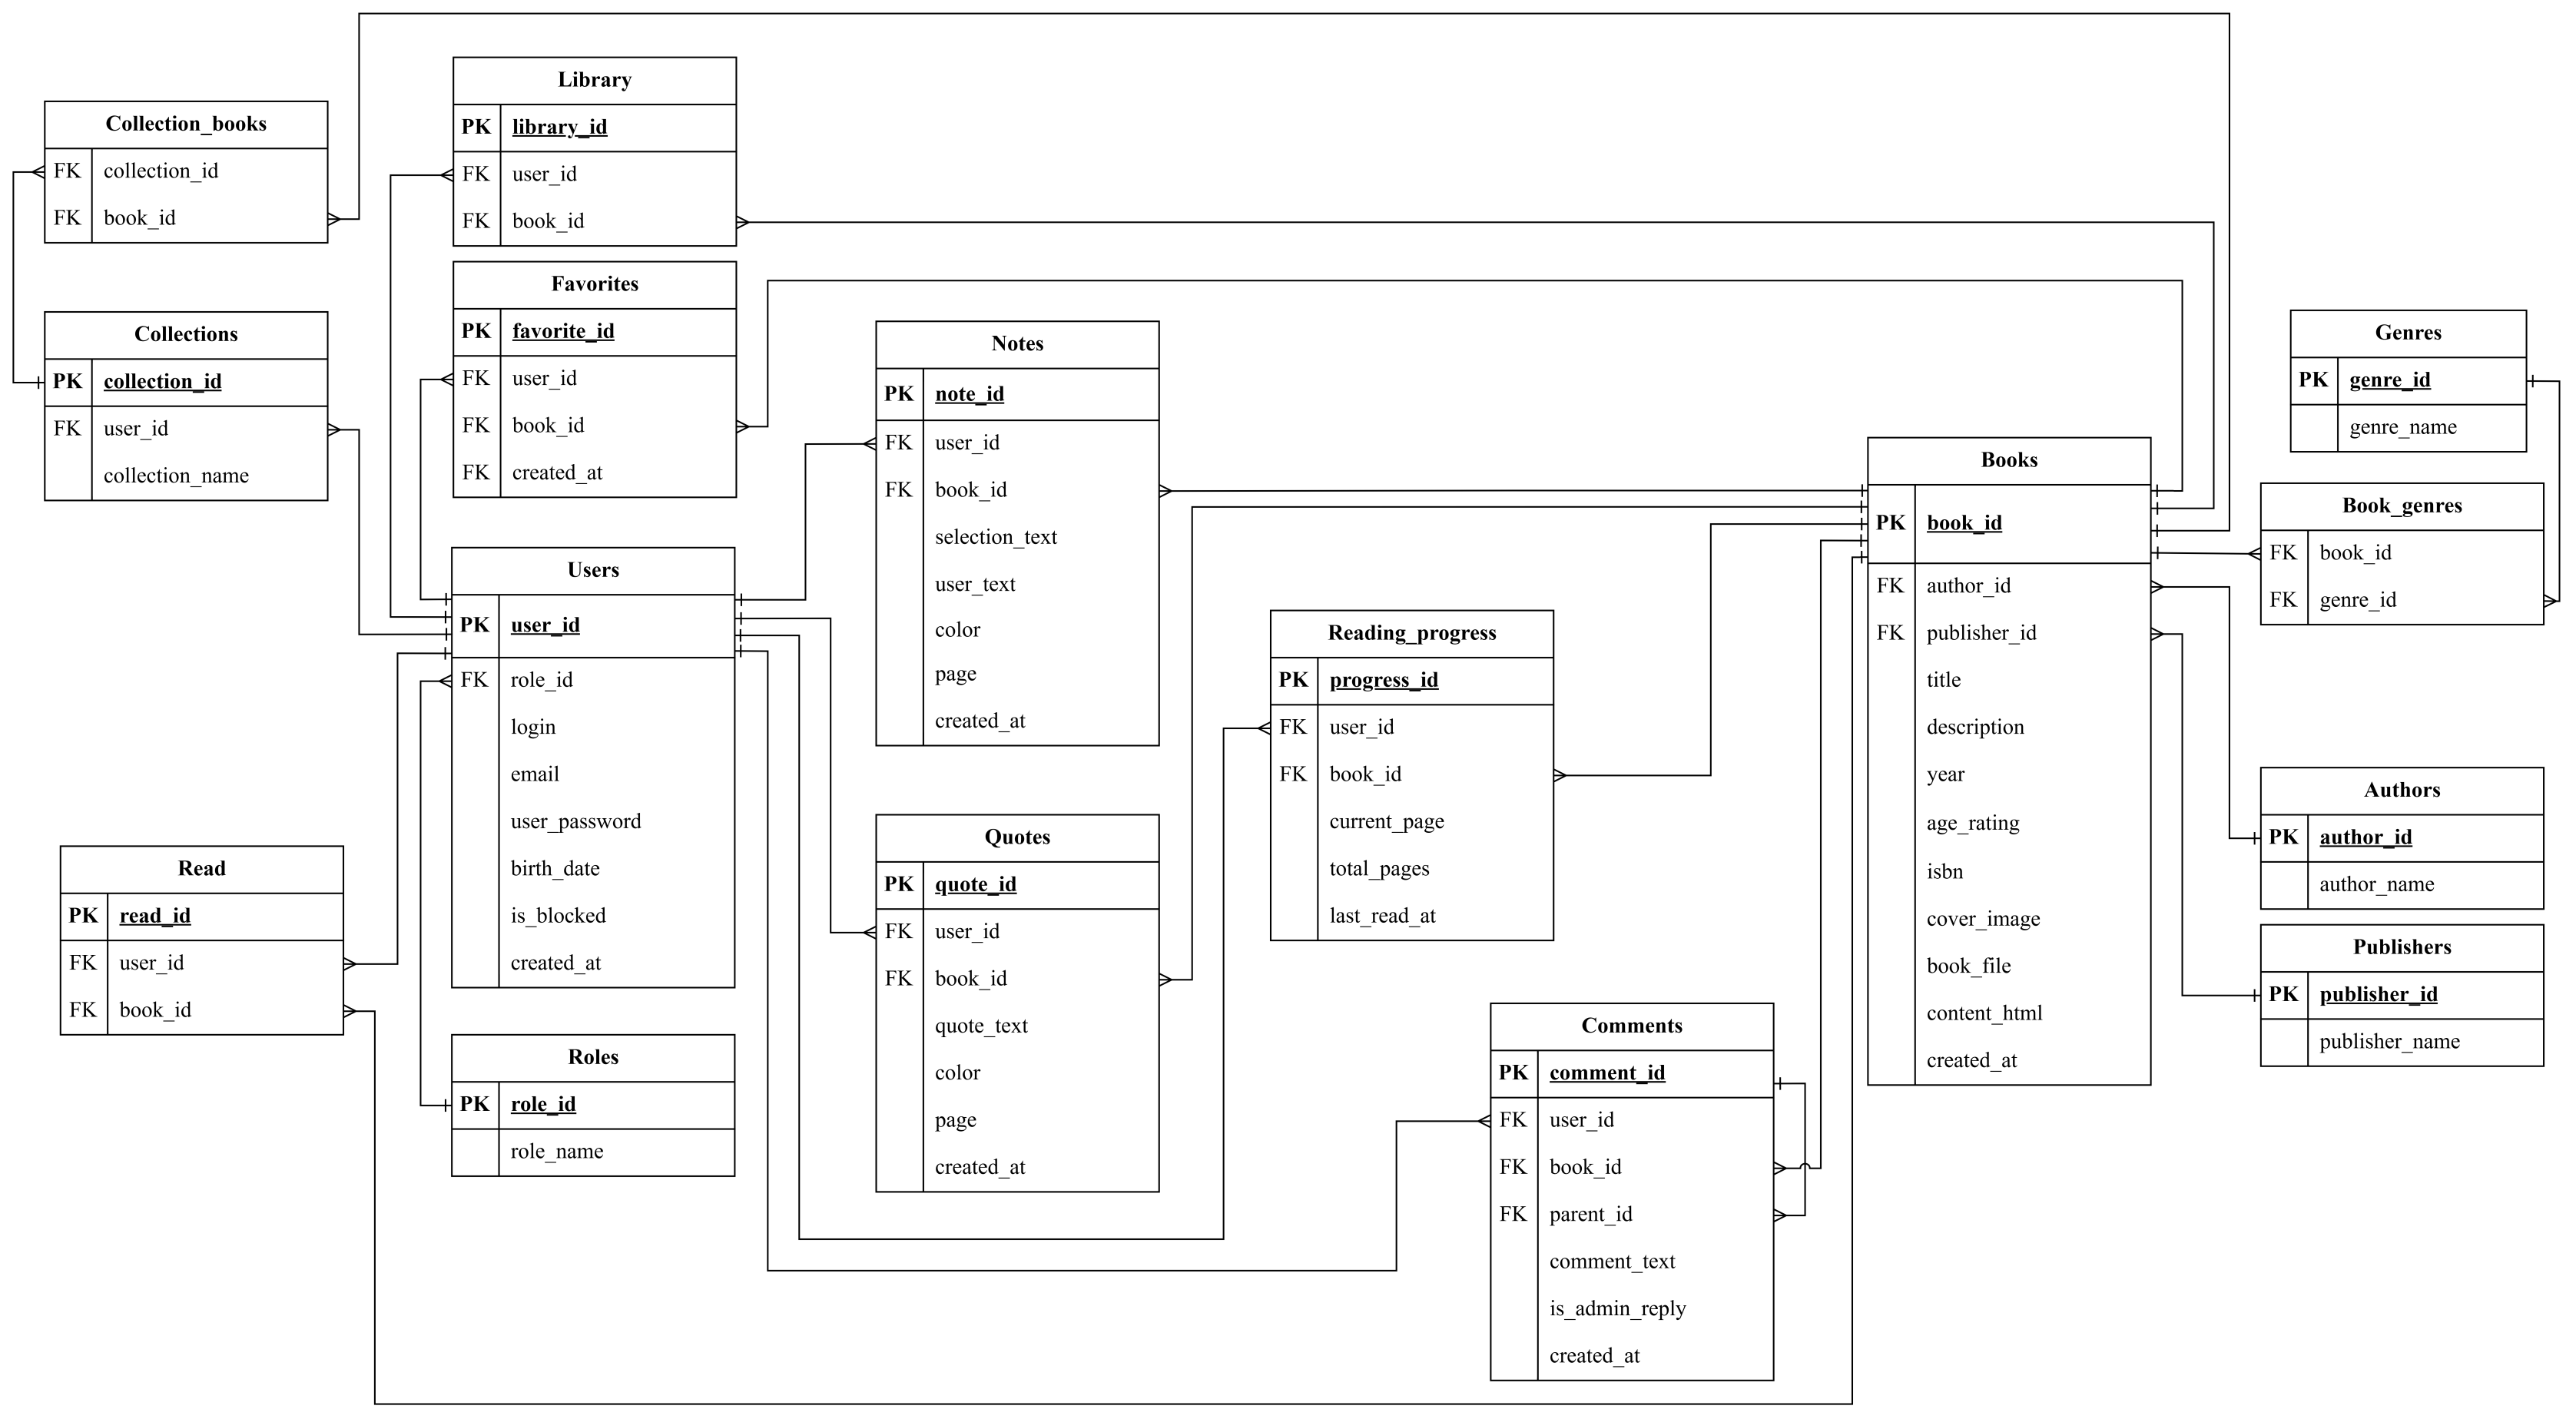 Collection_books
FK collection_id
FK book_id
Collections
PK collection_id
FK user_id
collection_name
Read
PK read_id
FK user_id
FK book_id
Library
PK library_id
FK user_id
FK book_id
Favorites
PK favorite_id
FK user_id
FK book_id
FK created_at
Users
PK user_id
FK role_id
login
email
user_password
birth_date
is_blocked
created_at
Roles
PK role_id
role_name
Notes
PK note_id
FK user_id
FK book_id
selection_text
user_text
color
page
created_at
Quotes
PK quote_id
FK user_id
FK book_id
quote_text
color
page
created_at
Reading_progress
PK progress_id
FK user_id
FK book_id
current_page
total_pages
last_read_at
Comments
PK comment_id
FK user_id
FK book_id
FK parent_id
comment_text
is_admin_reply
created_at
Books
PK book_id
FK author_id
FK publisher_id
title
description
year
age_rating
isbn
cover_image
book_file
content_html
created_at
Genres
PK genre_id
genre_name
Book_genres
FK book_id
FK genre_id
Authors
PK author_id
author_name
Publishers
PK publisher_id
publisher_name